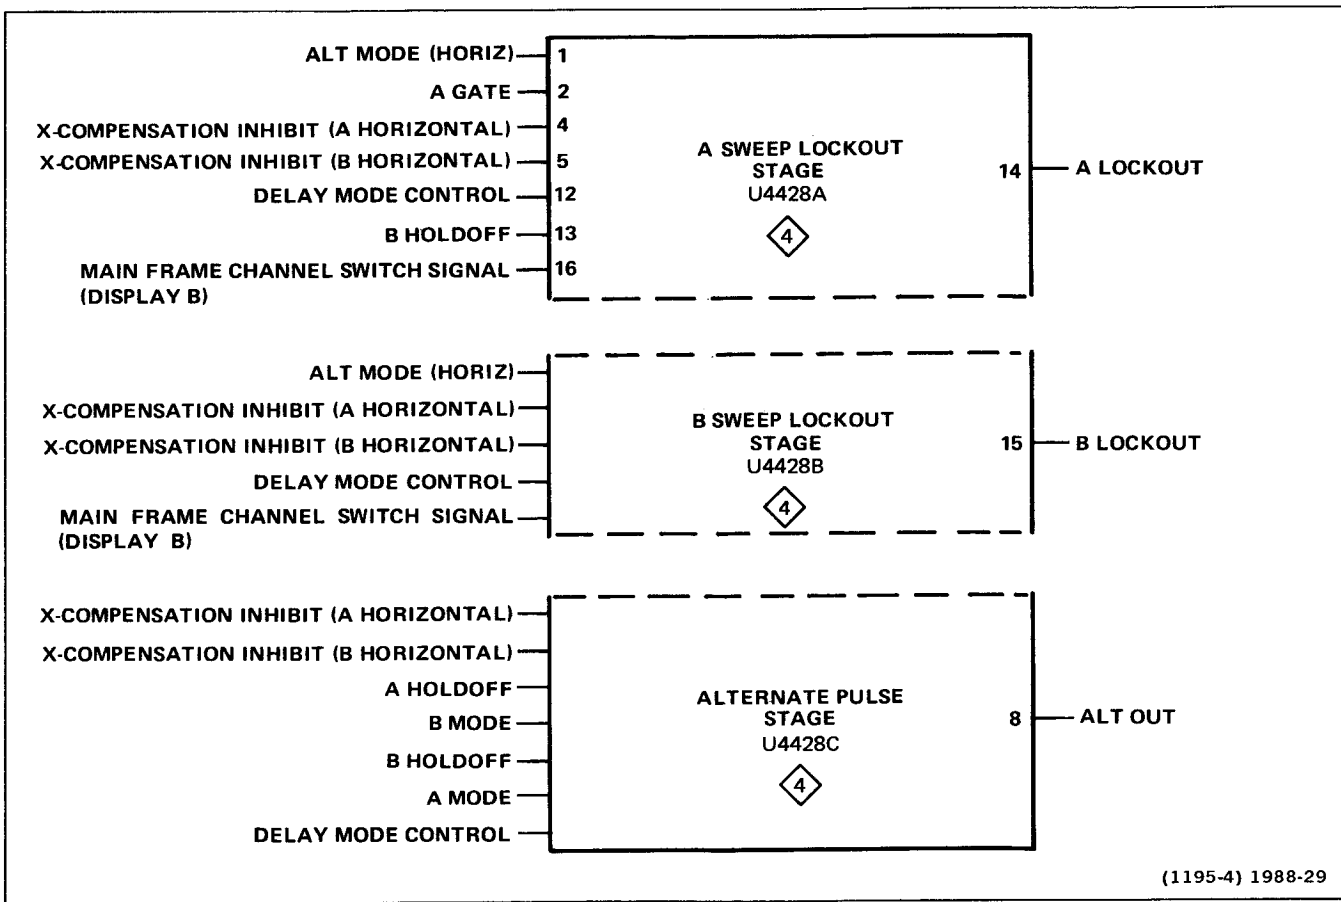 ALT MODE (HORIZ) 1
A GATE 2
X-COMPENSATION INHIBIT (A HORIZONTAL) 4
X-COMPENSATION INHIBIT (B HORIZONTAL) 5
DELAY MODE CONTROL 12
B HOLDOFF 13
MAIN FRAME CHANNEL SWITCH SIGNAL 16
(DISPLAY B)
A SWEEP LOCKOUT
STAGE
U4428A
4
14 A LOCKOUT
ALT MODE (HORIZ)
X-COMPENSATION INHIBIT (A HORIZONTAL)
X-COMPENSATION INHIBIT (B HORIZONTAL)
DELAY MODE CONTROL
MAIN FRAME CHANNEL SWITCH SIGNAL
(DISPLAY B)
B SWEEP LOCKOUT
STAGE
U4428B
4
15 B LOCKOUT
X-COMPENSATION INHIBIT (A HORIZONTAL)
X-COMPENSATION INHIBIT (B HORIZONTAL)
A HOLDOFF
B MODE
B HOLDOFF
A MODE
DELAY MODE CONTROL
ALTERNATE PULSE
STAGE
U4428C
4
8 ALT OUT
(1195-4) 1988-29